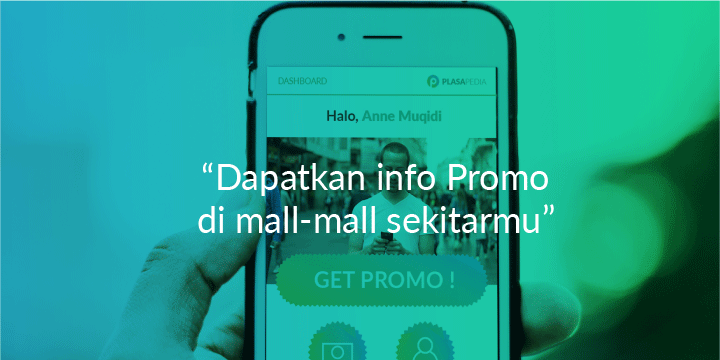 DASHBOARD PLASAPEDIA
Halo, Anne Muqidi
“Dapatkan info Promo
di mall-mall sekitarmu”
GET PROMO !